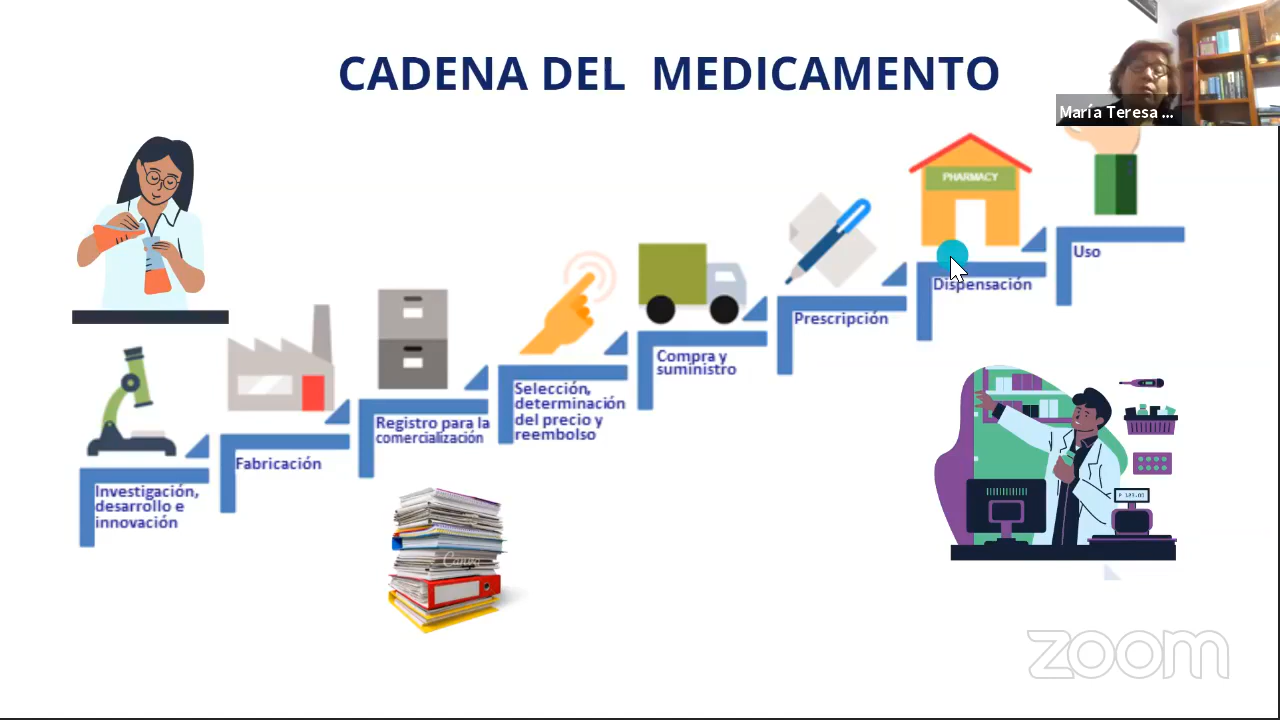 CADENA DEL MEDICAMENTO
María Teresa ...
PHARMACY
Uso
Dispensación
Prescripción
Compra y
suministro
Selección,
determinación
del precio y
reembolso
Registro para la
comercialización
Fabricación
Investigación,
desarrollo e
innovación
Canva
zoom